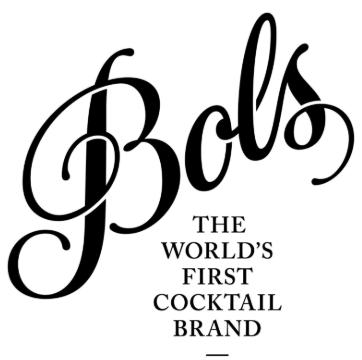 Bols
THE
WORLD'S
FIRST
COCKTAIL
BRAND